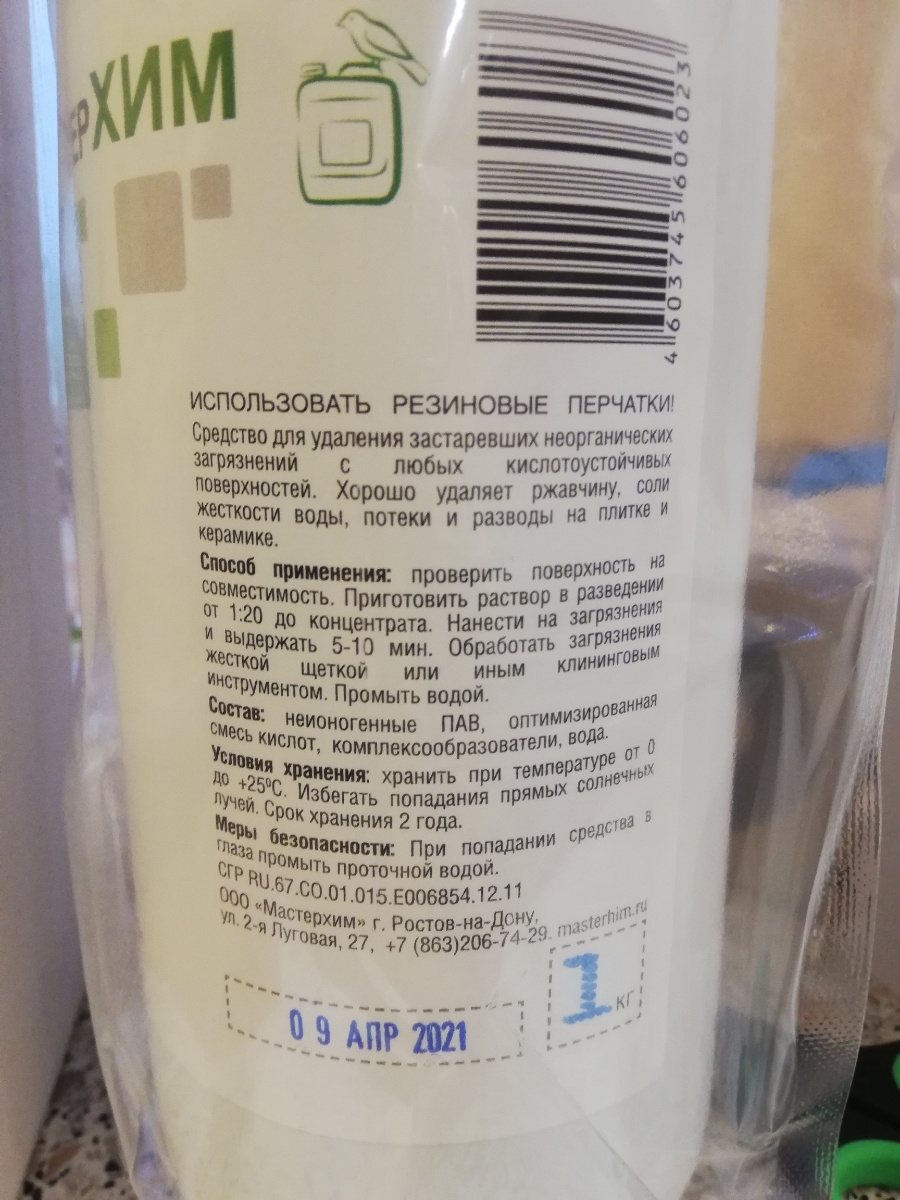 ЕРХИМ
4 603745 606023
ИСПОЛЬЗОВАТЬ РЕЗИНОВЫЕ ПЕРЧАТКИ!
Средство для удаления застаревших неорганических
загрязнений с любых кислотоустойчивых
поверхностей. Хорошо удаляет ржавчину, соли
жесткости воды, потеки и разводы на плитке и
керамике.
Способ применения: проверить поверхность на
совместимость. Приготовить раствор в разведении
от 1:20 до концентрата. Нанести на загрязнения
и выдержать 5-10 мин. Обработать загрязнения
жесткой щеткой или иным клининговым
инструментом. Промыть водой.
Состав: неионогенные ПАВ, оптимизированная
смесь кислот, комплексообразователи, вода.
Условия хранения: хранить при температуре от 0
до +25ºС. Избегать попадания прямых солнечных
лучей. Срок хранения 2 года.
Меры безопасности: При попадании средства в
глаза промыть проточной водой.
СГР RU.67.СО.01.015.Е006854.12.11
ООО «Мастерхим» г. Ростов-на-Дону,
ул. 2-я Луговая, 27, +7 (863)206-74-29. masterhim.ru
09 АПР 2021
1 кг